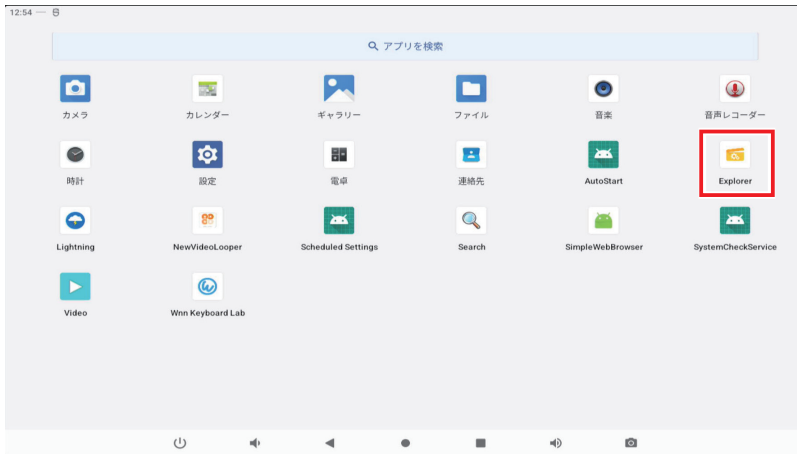 12:54
アプリを検索
カメラ
カレンダー
ギャラリー
ファイル
音楽
音声レコーダー
時計
設定
電卓
連絡先
AutoStart
Explorer
Lightning
NewVideoLooper
Scheduled Settings
Search
SimpleWebBrowser
SystemCheckService
Video
Wnn Keyboard Lab